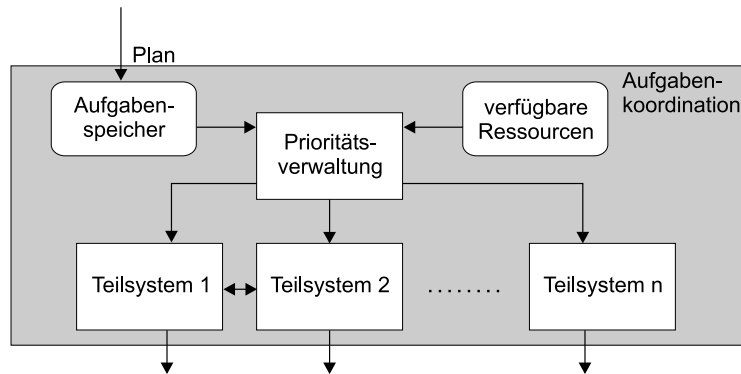 Plan
Aufgaben-
koordination
Aufgaben-
speicher
verfügbare
Ressourcen
Prioritäts-
verwaltung
Teilsystem 1
Teilsystem 2
........
Teilsystem n